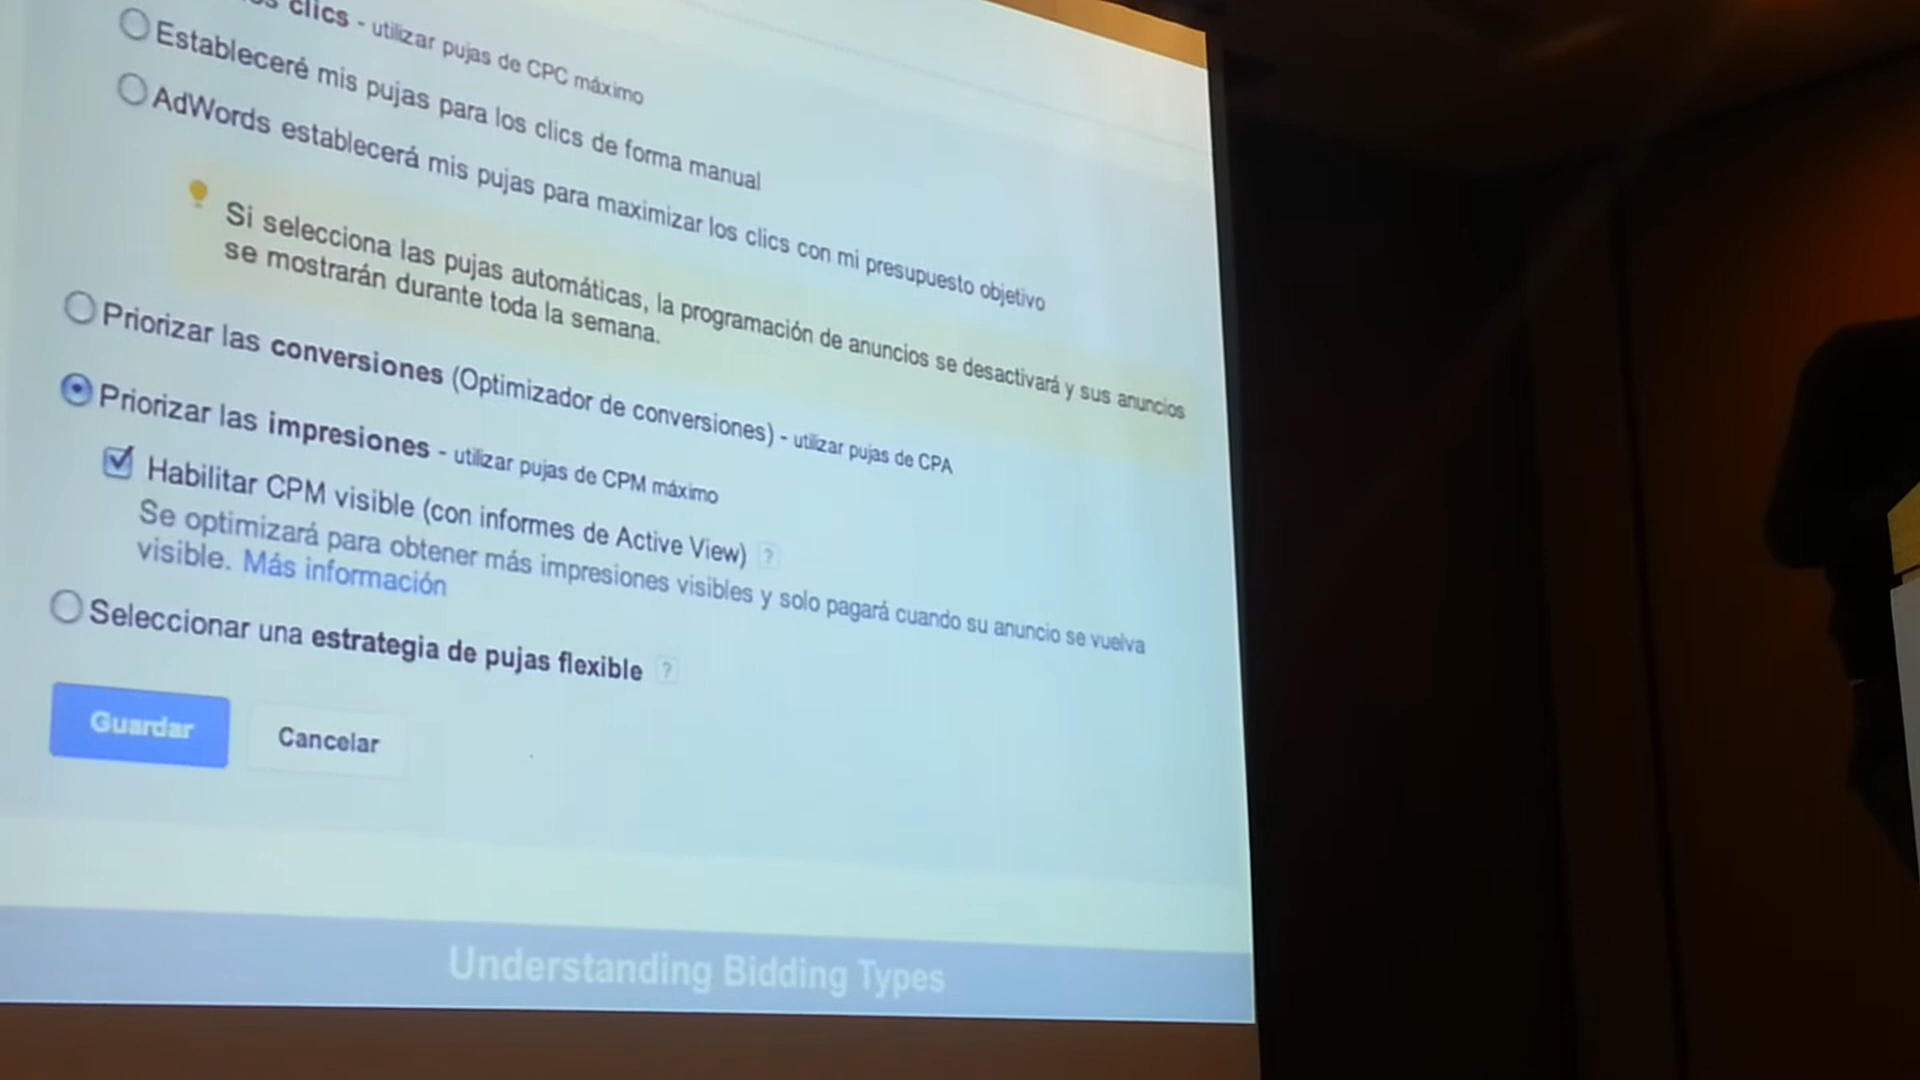 clics - utilizar pujas de CPC máximo
Estableceré mis pujas para los clics de forma manual
AdWords establecerá mis pujas para maximizar los clics con mi presupuesto objetivo
Si selecciona las pujas automáticas, la programación de anuncios se desactivará y sus anuncios
se mostrarán durante toda la semana.
Priorizar las conversiones (Optimizador de conversiones) - utilizar pujas de CPA
Priorizar las impresiones - utilizar pujas de CPM máximo
Habilitar CPM visible (con informes de Active View) ?
Se optimizará para obtener más impresiones visibles y solo pagará cuando su anuncio se vuelva
visible. Más información
Seleccionar una estrategia de pujas flexible ?
Guardar Cancelar
Understanding Bidding Types